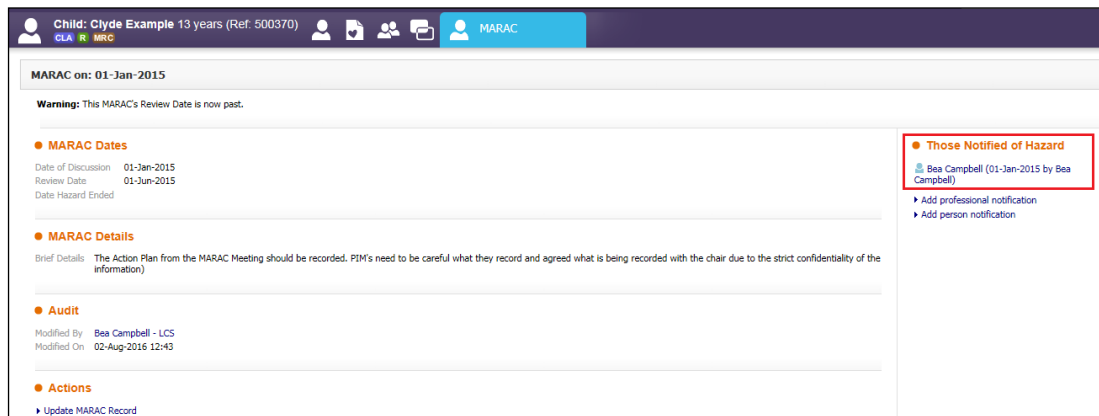 Child: Clyde Example 13 years (Ref: 500370)
CLA R MRC
MARAC
MARAC on: 01-Jan-2015
Warning: This MARAC's Review Date is now past.
MARAC Dates
Date of Discussion 01-Jan-2015
Review Date 01-Jun-2015
Date Hazard Ended
MARAC Details
Brief Details The Action Plan from the MARAC Meeting should be recorded. PIM's need to be careful what they record and agreed what is being recorded with the chair due to the strict confidentiality of the
information)
Audit
Modified By Bea Campbell - LCS
Modified On 02-Aug-2016 12:43
Actions
Update MARAC Record
Those Notified of Hazard
Bea Campbell (01-Jan-2015 by Bea
Campbell)
Add professional notification
Add person notification